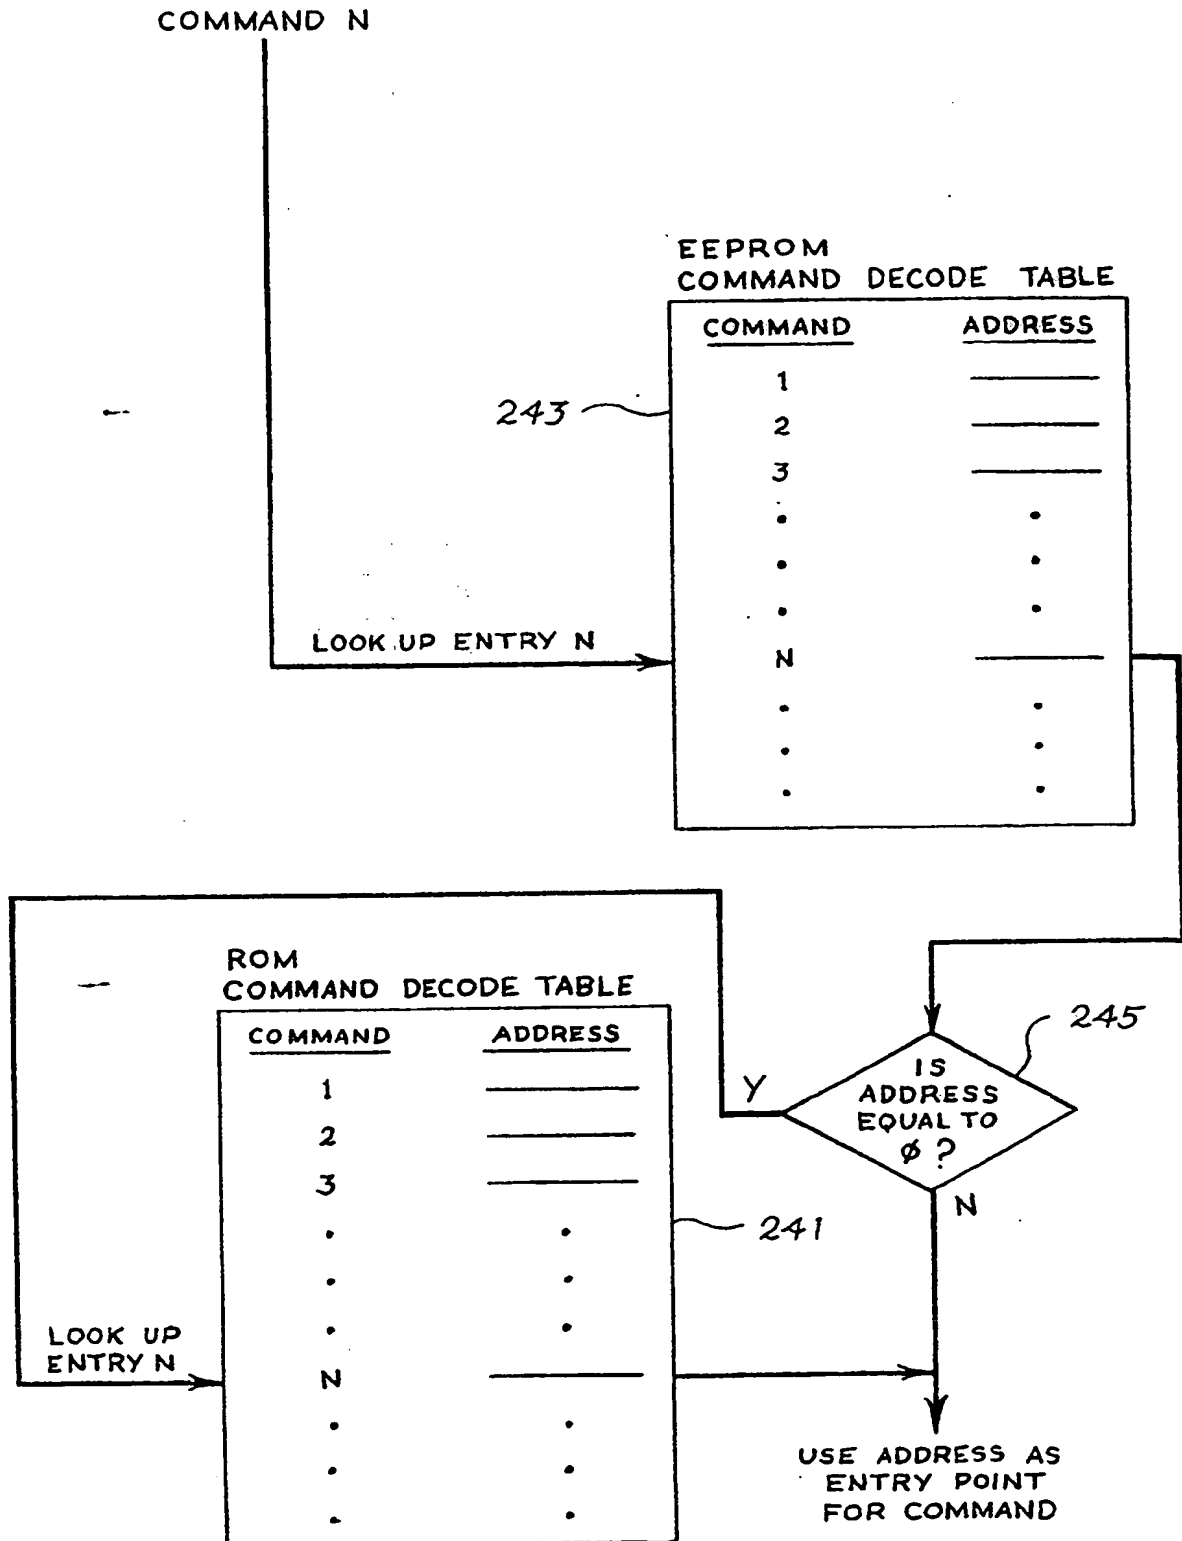 COMMAND N
EEPROM
COMMAND DECODE TABLE
COMMAND ADDRESS
1
2
3
243
LOOK UP ENTRY N
N
ROM
COMMAND DECODE TABLE
COMMAND ADDRESS
1
2
3
241
LOOK UP
ENTRY N
N
245
IS
ADDRESS
EQUAL TO
φ ?
Y
N
USE ADDRESS AS
ENTRY POINT
FOR COMMAND